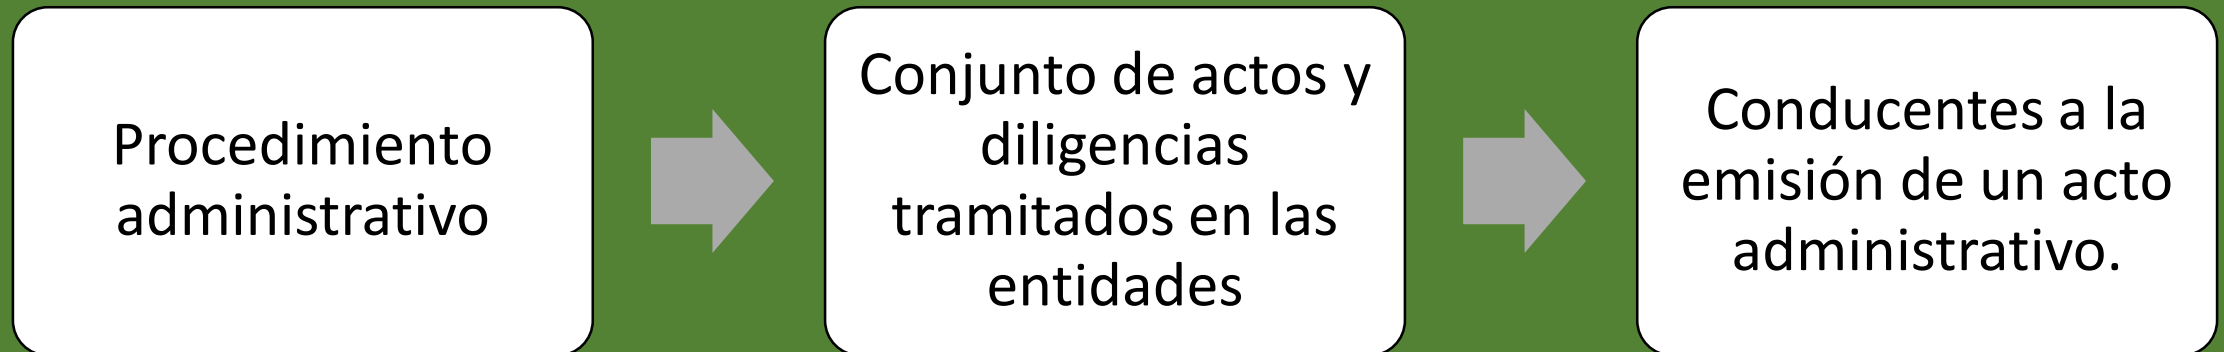 Procedimiento
administrativo
Conjunto de actos y
diligencias
tramitados en las
entidades
Conducentes a la
emisión de un acto
administrativo.